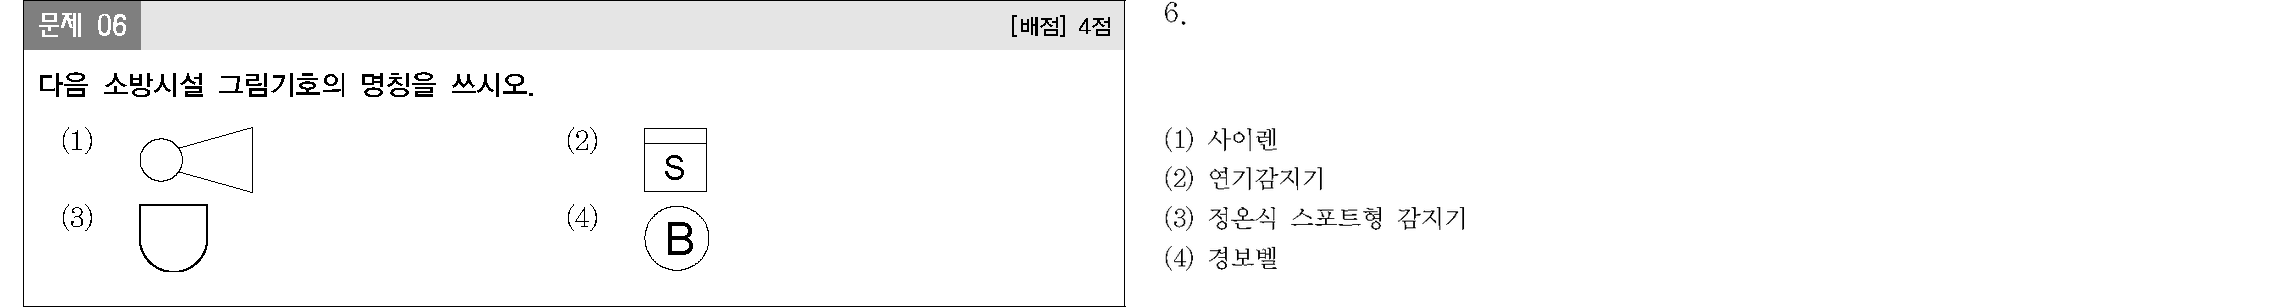 문제 06 [배점] 4점
다음 소방시설 그림기호의 명칭을 쓰시오.
(1) (2) S
(3) (4) B
6.
(1) 사이렌
(2) 연기감지기
(3) 정온식 스포트형 감지기
(4) 경보벨